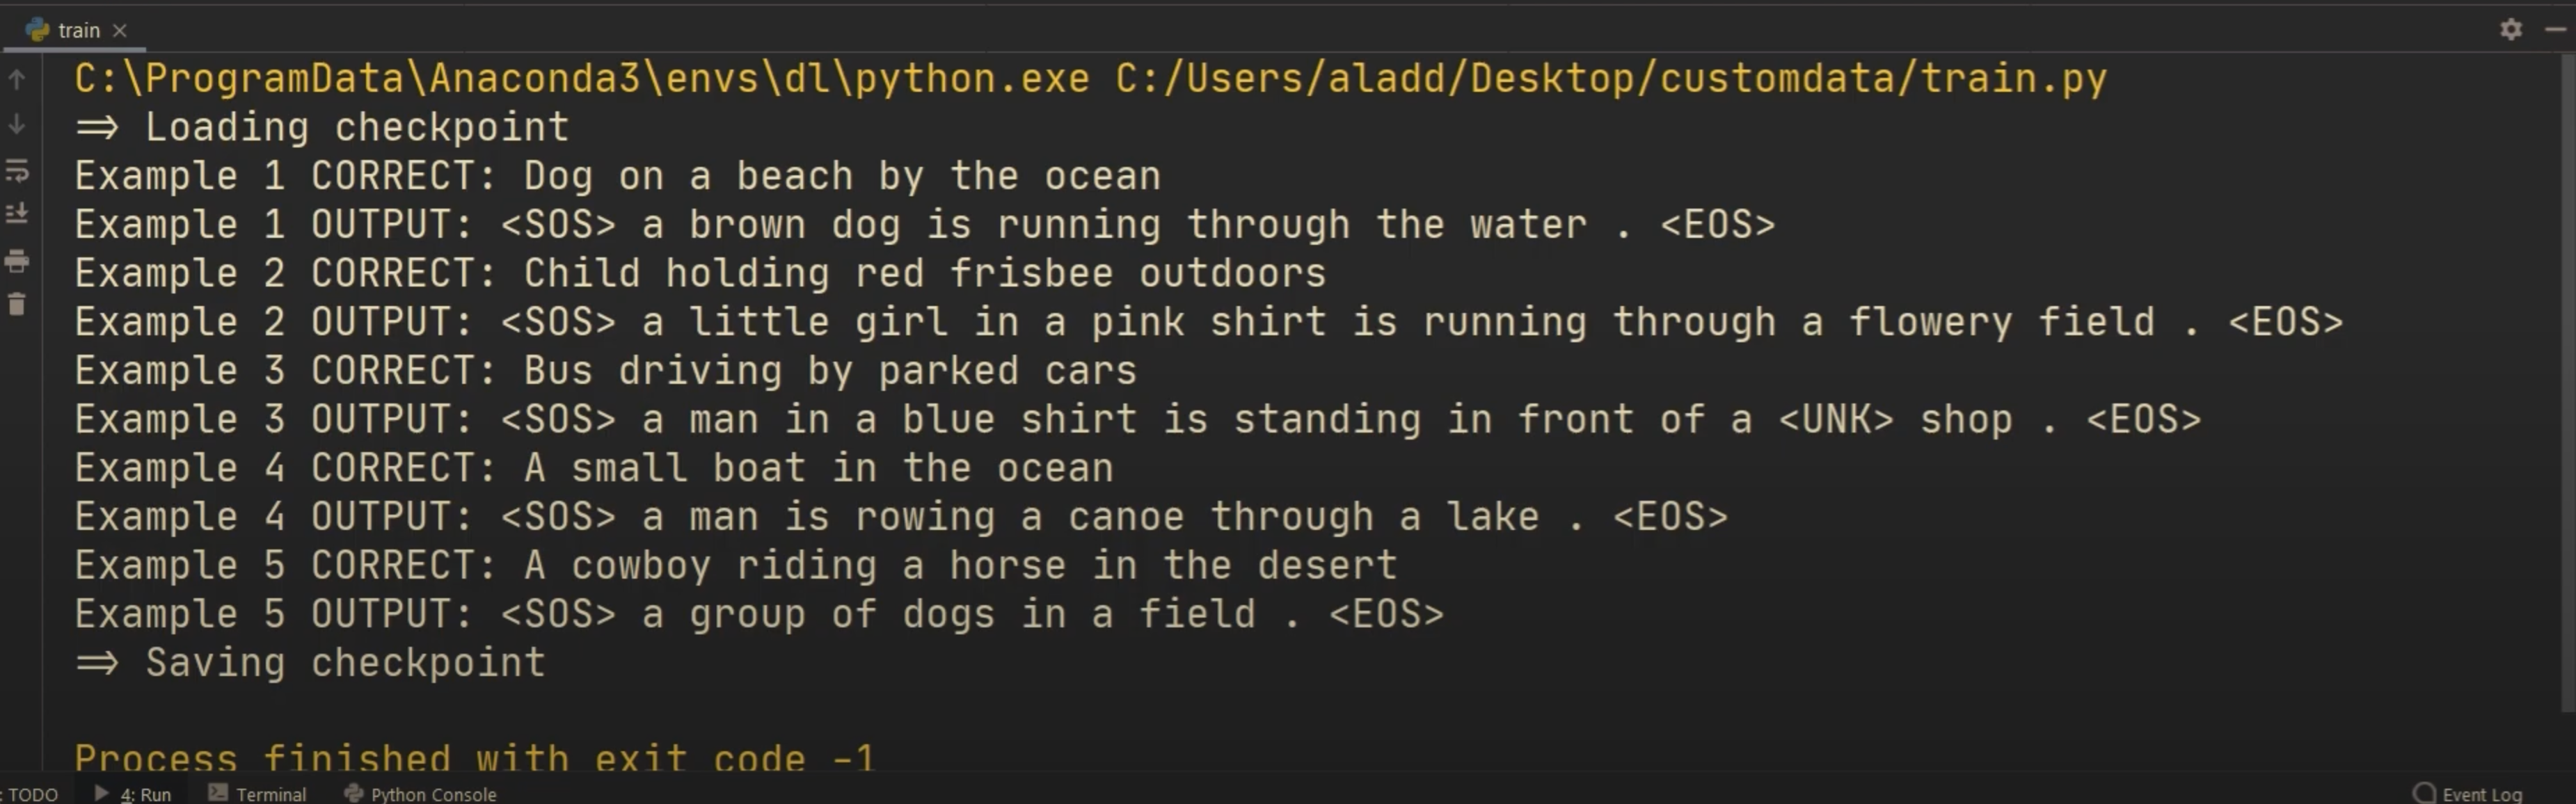 train
C:\ProgramData\Anaconda3\envs\dl\python.exe C:/Users/aladd/Desktop/customdata/train.py
=> Loading checkpoint
Example 1 CORRECT: Dog on a beach by the ocean
Example 1 OUTPUT: <SOS> a brown dog is running through the water . <EOS>
Example 2 CORRECT: Child holding red frisbee outdoors
Example 2 OUTPUT: <SOS> a little girl in a pink shirt is running through a flowery field . <EOS>
Example 3 CORRECT: Bus driving by parked cars
Example 3 OUTPUT: <SOS> a man in a blue shirt is standing in front of a <UNK> shop . <EOS>
Example 4 CORRECT: A small boat in the ocean
Example 4 OUTPUT: <SOS> a man is rowing a canoe through a lake . <EOS>
Example 5 CORRECT: A cowboy riding a horse in the desert
Example 5 OUTPUT: <SOS> a group of dogs in a field . <EOS>
=> Saving checkpoint
Process finished with exit code -1
: TODO 4: Run Terminal Python Console Event Log